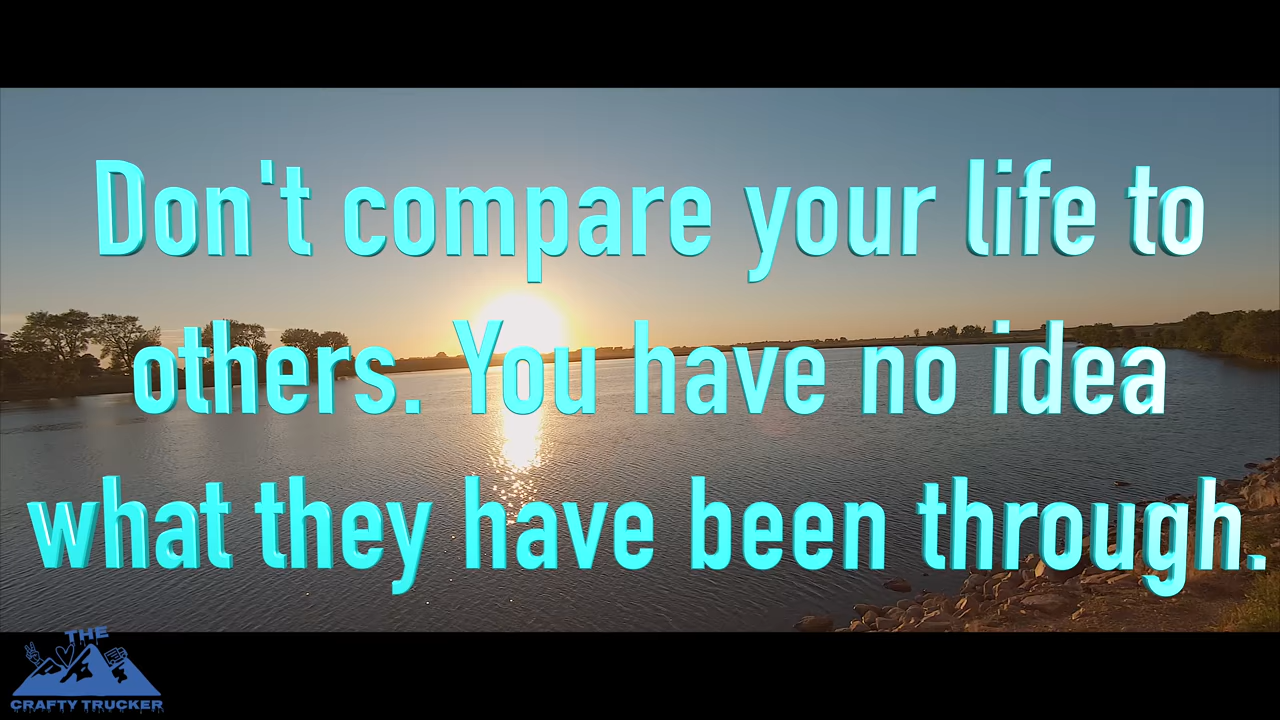 Don't compare your life to
others. You have no idea
what they have been through.
THE
CRAFTY TRUCKER